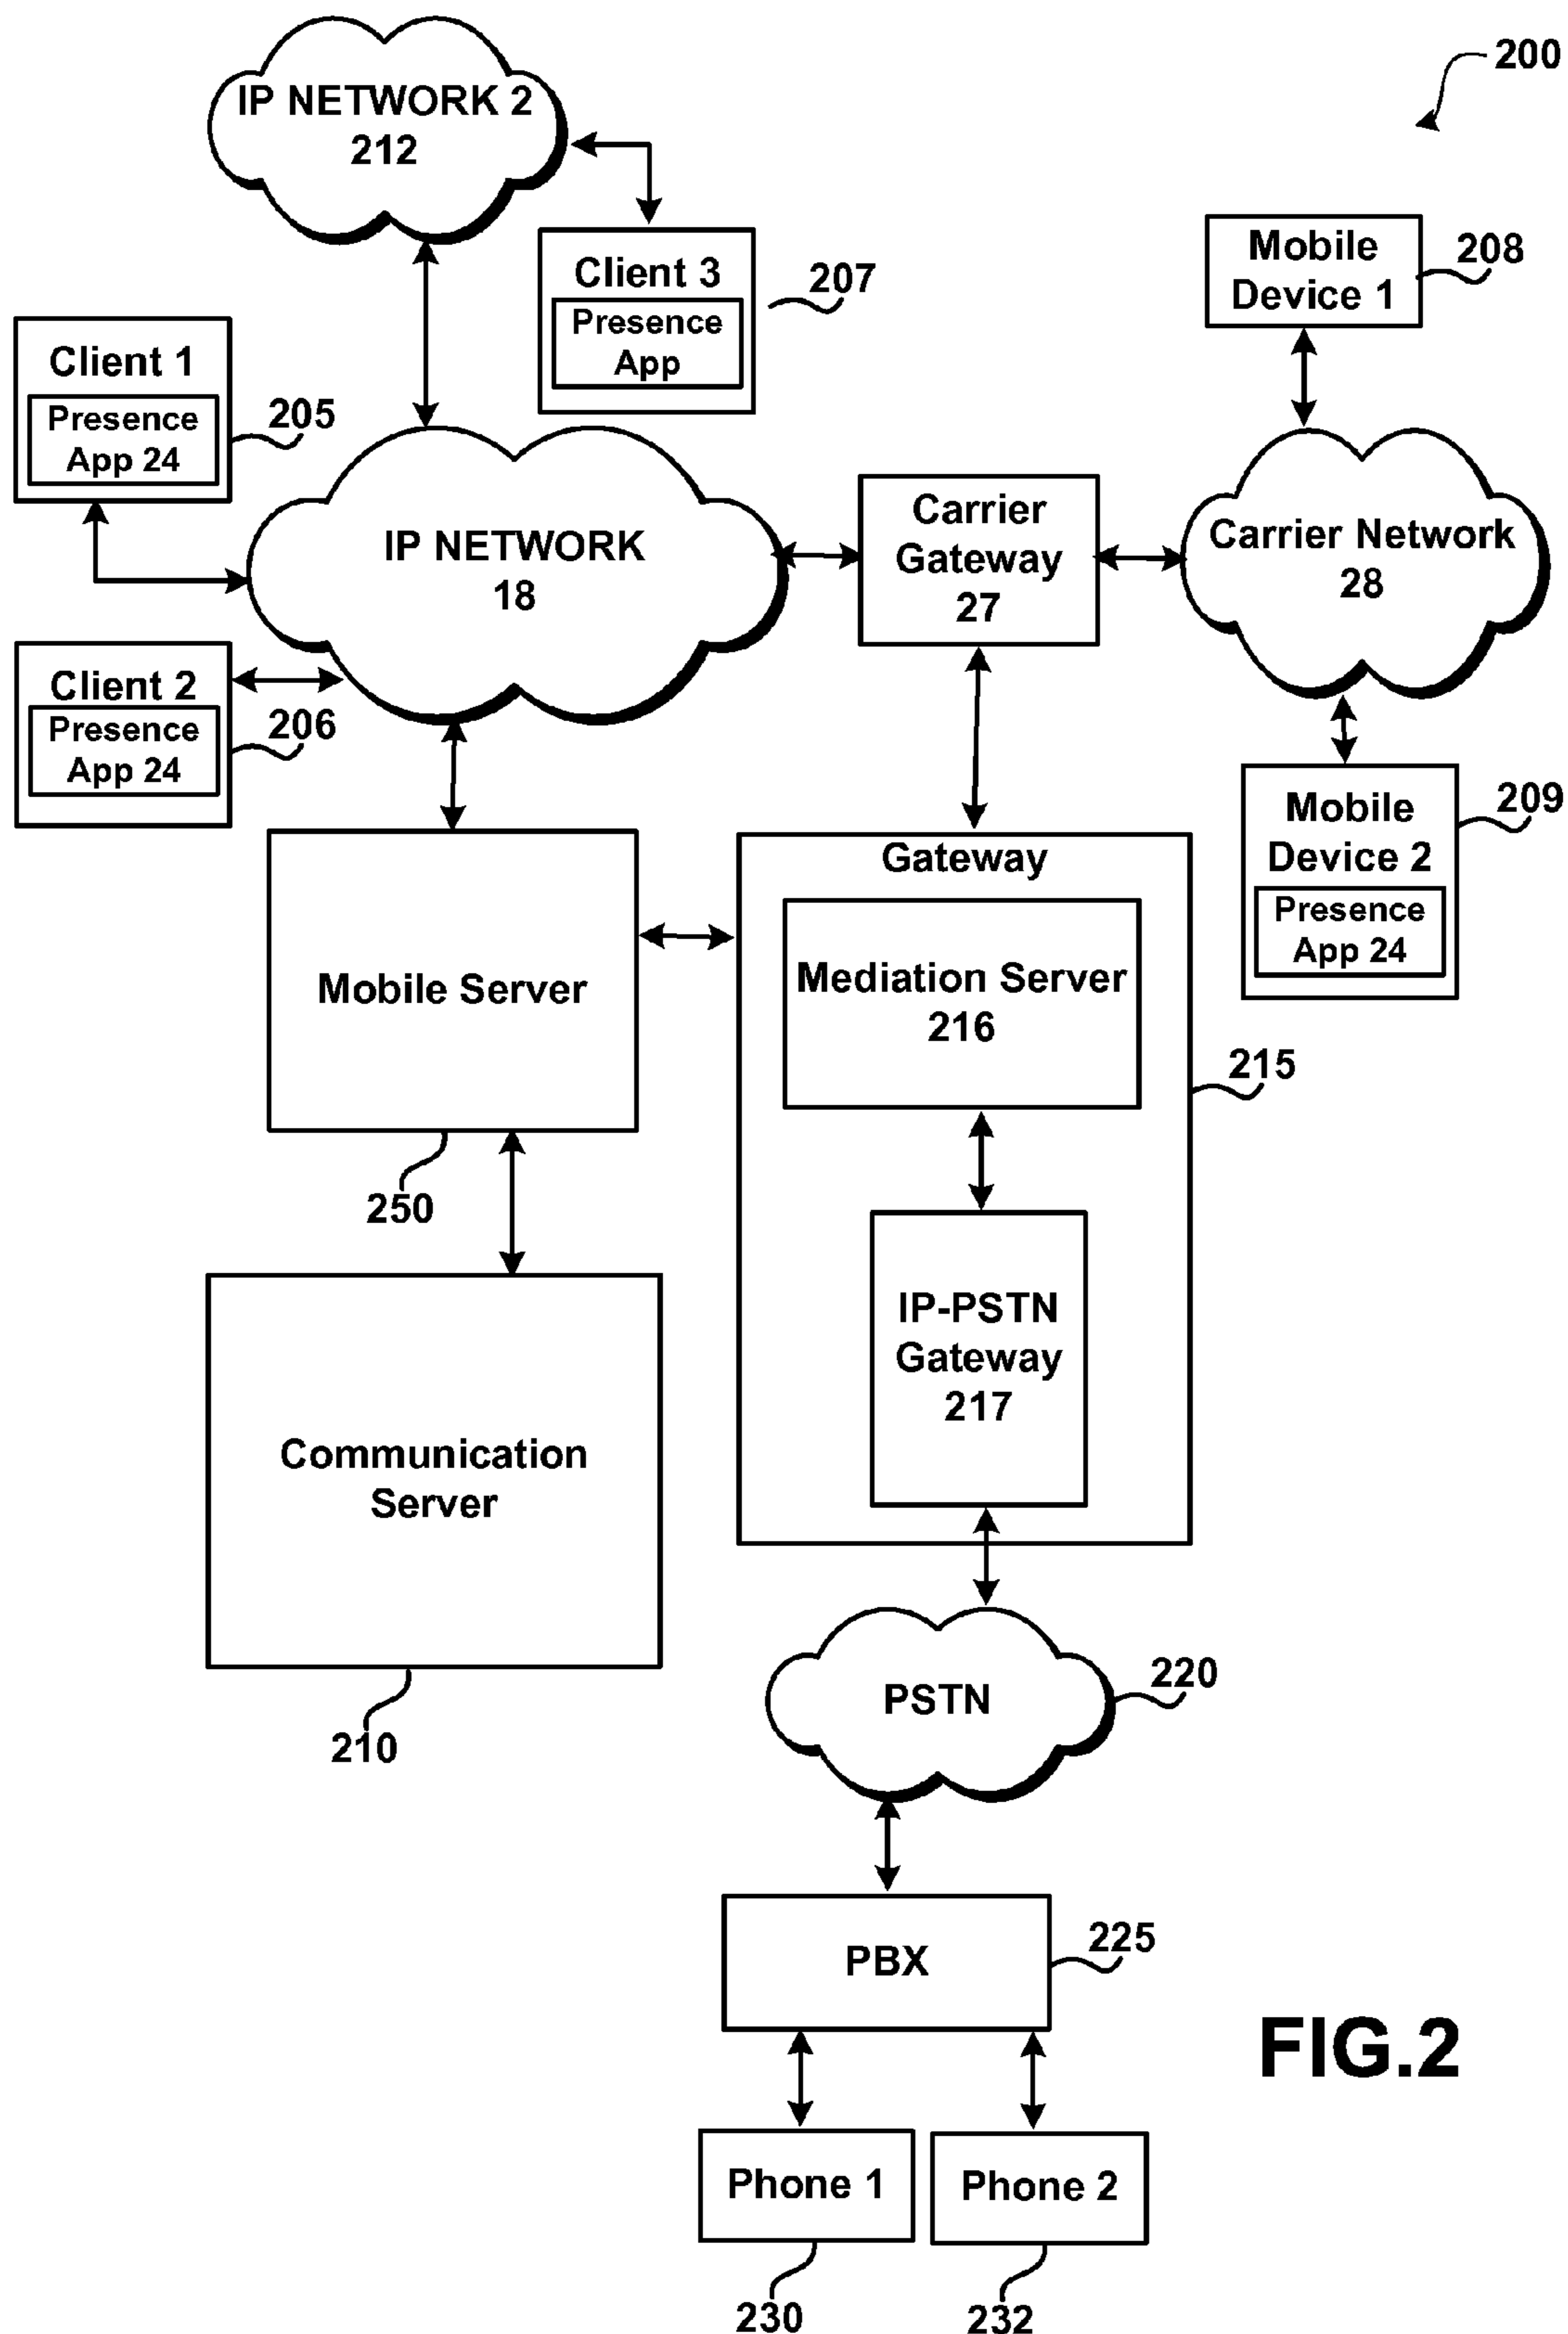 200
IP NETWORK 2
212
Client 3
Presence
App
207
Mobile
Device 1
208
Client 1
Presence
App 24
205
IP NETWORK
18
Carrier
Gateway
27
Carrier Network
28
Client 2
Presence
App 24
206
Mobile
Device 2
Presence
App 24
209
Mobile Server
250
Gateway
Mediation Server
216
215
IP-PSTN
Gateway
217
Communication
Server
210
PSTN
220
PBX
225
FIG.2
Phone 1
Phone 2
230
232